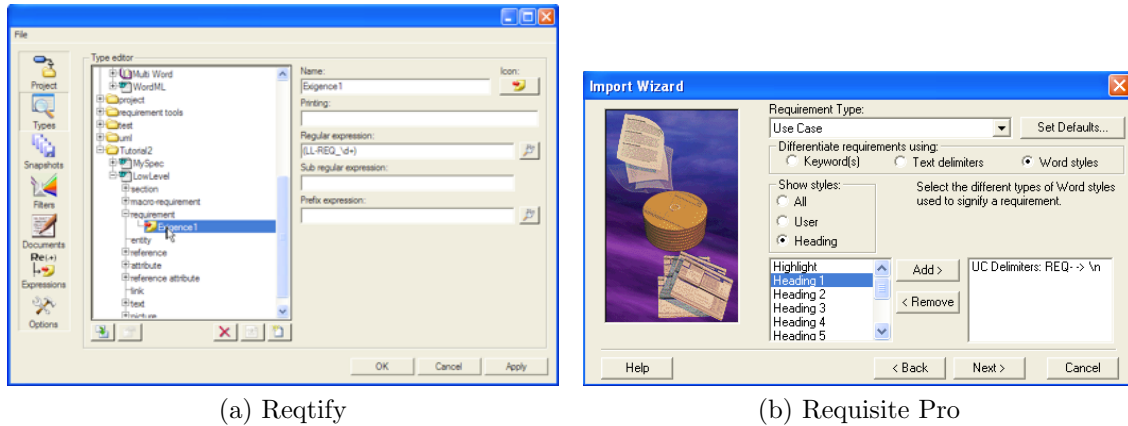 File
Project
Types
Snapshots
Filters
Documents
Re(.+)
Expressions
Options
Type editor
Multi Word
WordML
project
requirement tools
test
uml
Tutorial2
MySpec
LowLevel
section
macro-requirement
requirement
Exigence1
entity
reference
attribute
reference attribute
link
text
picture
Name:
Icon:
Exigence1
Printing:
Regular expression:
(LL-REQ_\d+)
Sub regular expression:
Prefix expression:
OK Cancel Apply
(a) Reqtify
Import Wizard
Requirement Type:
Use Case Set Defaults...
Differentiate requirements using:
Keyword(s) Text delimiters Word styles
Show styles:
All
User
Heading
Select the different types of Word styles
used to signify a requirement.
Highlight
Heading 1
Heading 2
Heading 3
Heading 4
Heading 5
Add >
< Remove
UC Delimiters: REQ--> \n
Help < Back Next > Cancel
(b) Requisite Pro